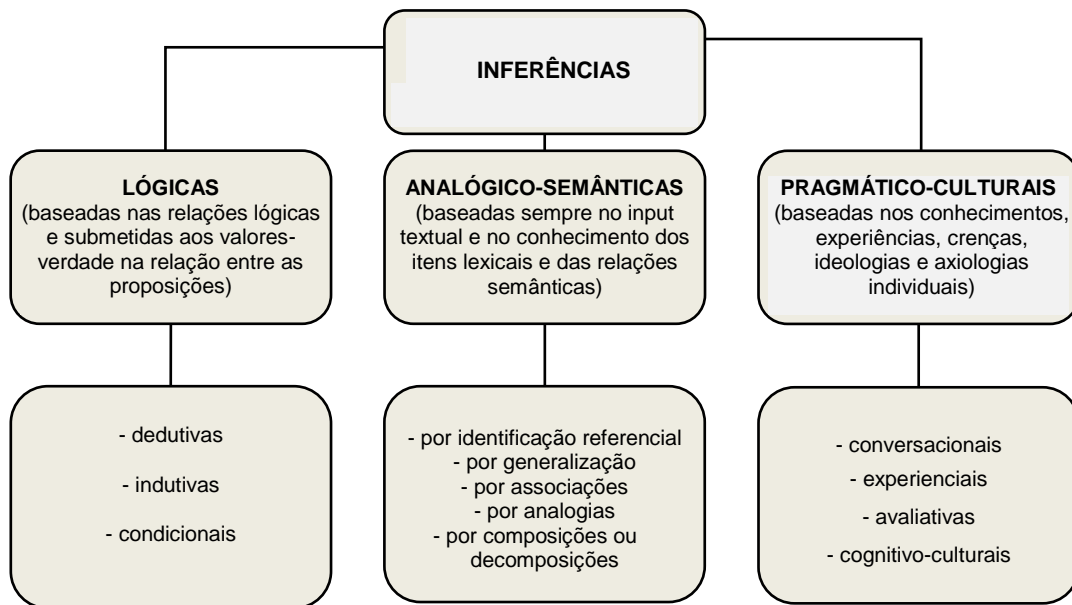 INFERÊNCIAS
LÓGICAS
(baseadas nas relações lógicas
e submetidas aos valores-
verdade na relação entre as
proposições)
ANALÓGICO-SEMÂNTICAS
(baseadas sempre no input
textual e no conhecimento dos
itens lexicais e das relações
semânticas)
PRAGMÁTICO-CULTURAIS
(baseadas nos conhecimentos,
experiências, crenças,
ideologias e axiologias
individuais)
- dedutivas
- indutivas
- condicionais
- por identificação referencial
- por generalização
- por associações
- por analogias
- por composições ou
decomposições
- conversacionais
- experienciais
- avaliativas
- cognitivo-culturais